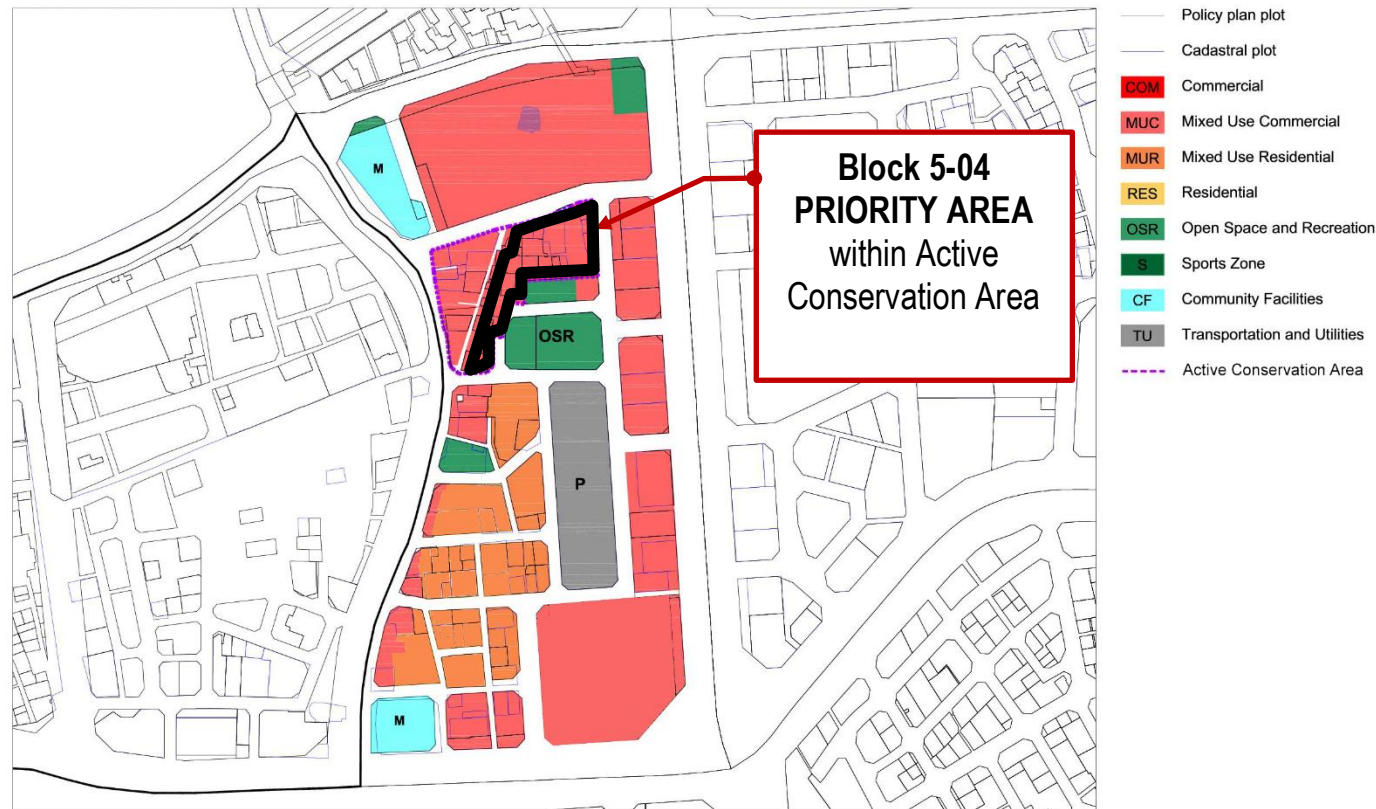 Policy plan plot
Cadastral plot
COM Commercial
MUC Mixed Use Commercial
MUR Mixed Use Residential
RES Residential
OSR Open Space and Recreation
S Sports Zone
CF Community Facilities
TU Transportation and Utilities
Active Conservation Area
Block 5-04
PRIORITY AREA
within Active
Conservation Area
M
OSR
P
M